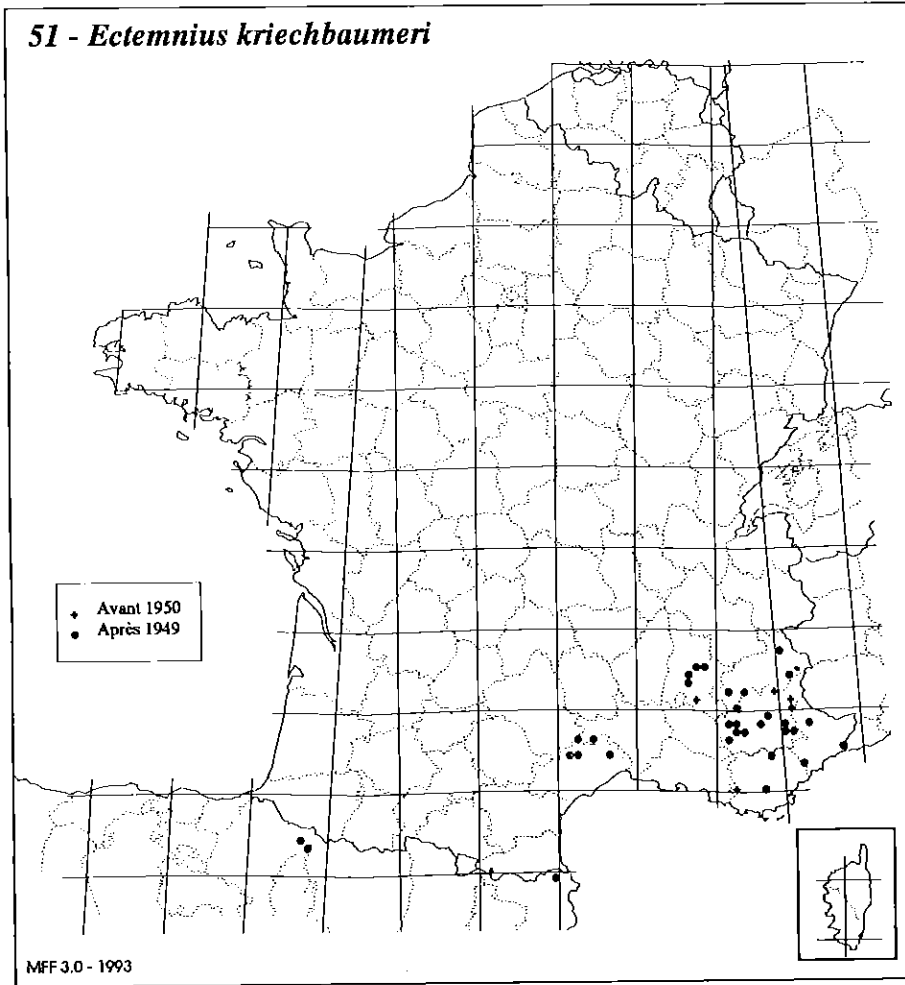 51 - Ectemnius kriechbaumeri
+ Avant 1950
• Après 1949
MFF 3.0 - 1993